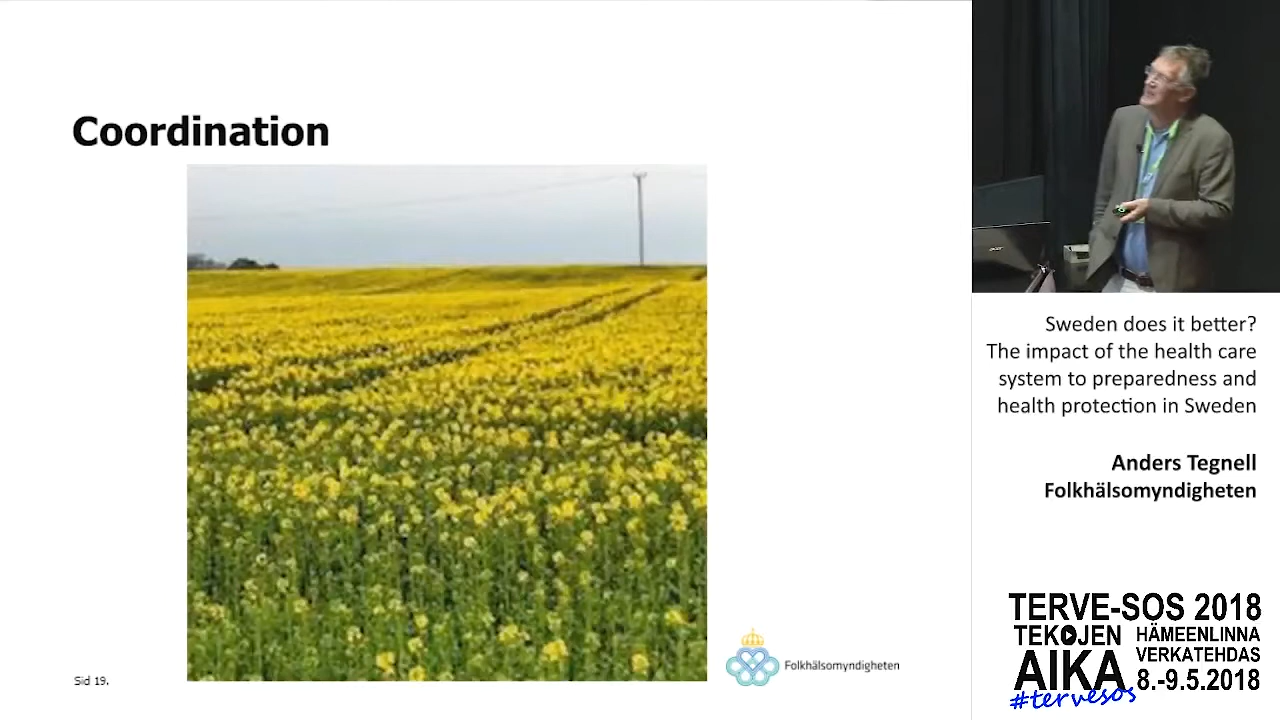 Coordination
Sid 19.
Folkhälsomyndigheten
acer
Sweden does it better?
The impact of the health care
system to preparedness and
health protection in Sweden
Anders Tegnell
Folkhälsomyndigheten
TERVE-SOS 2018
TEKOJEN
AIKA
HÄMEENLINNA
VERKATEHDAS
8.-9.5.2018
#tervesos